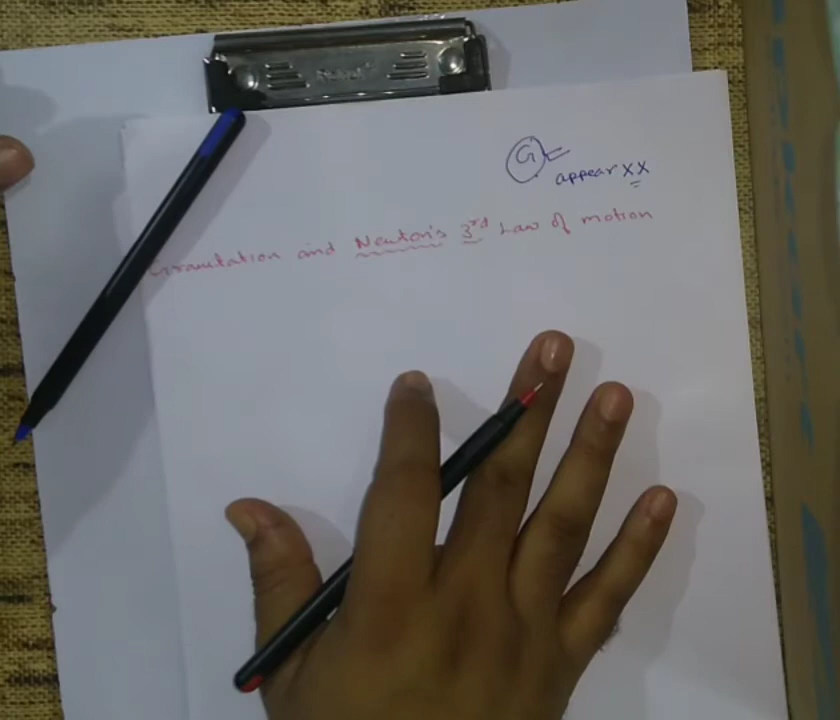 G =
appear XX
Gravitation and Newton's 3rd Law of motion